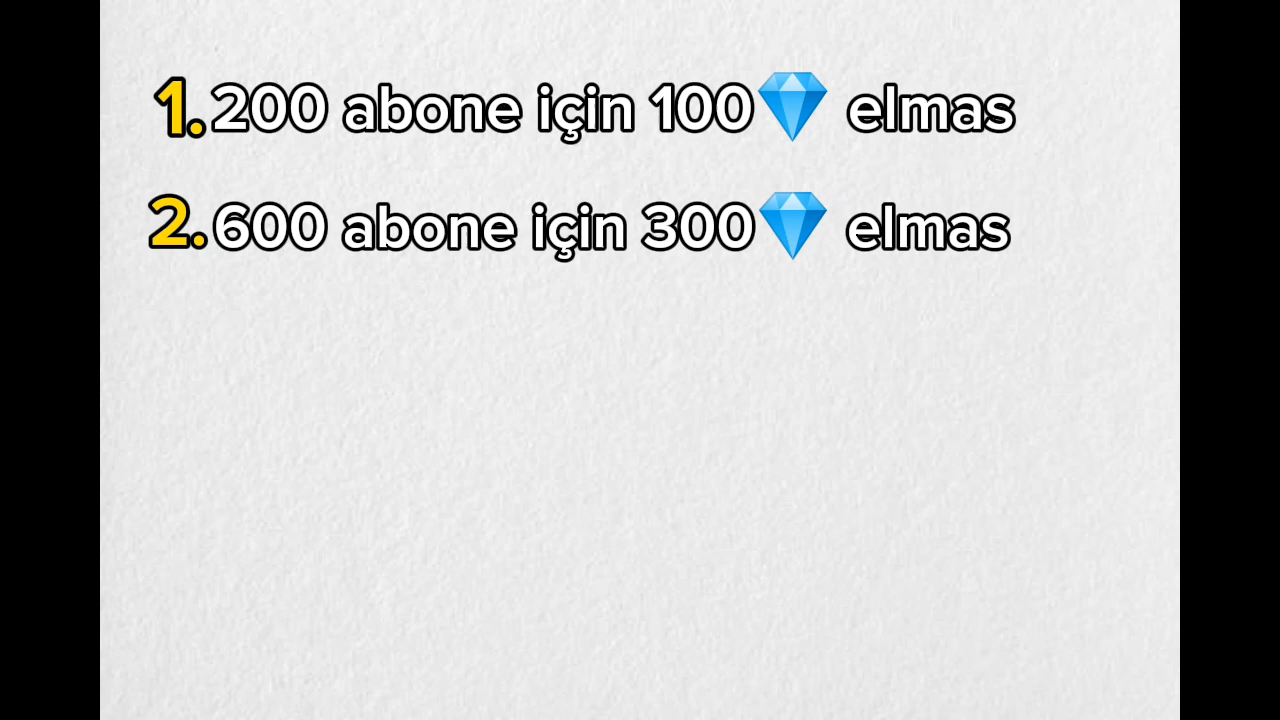 1. 200 abone için 100💎 elmas
2. 600 abone için 300💎 elmas